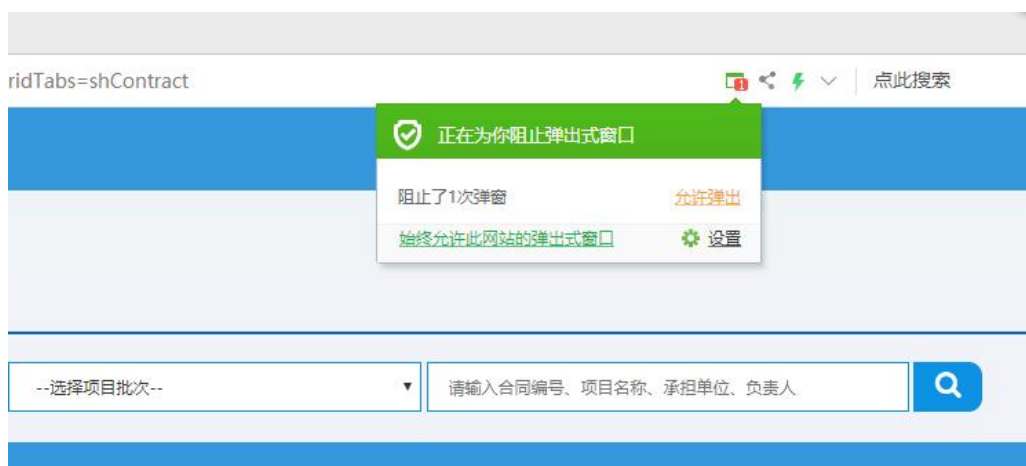 ridTabs=shContract
1
点此搜索
正在为你阻止弹出式窗口
阻止了1次弹窗 允许弹出
始终允许此网站的弹出式窗口 设置
--选择项目批次-- 请输入合同编号、项目名称、承担单位、负责人